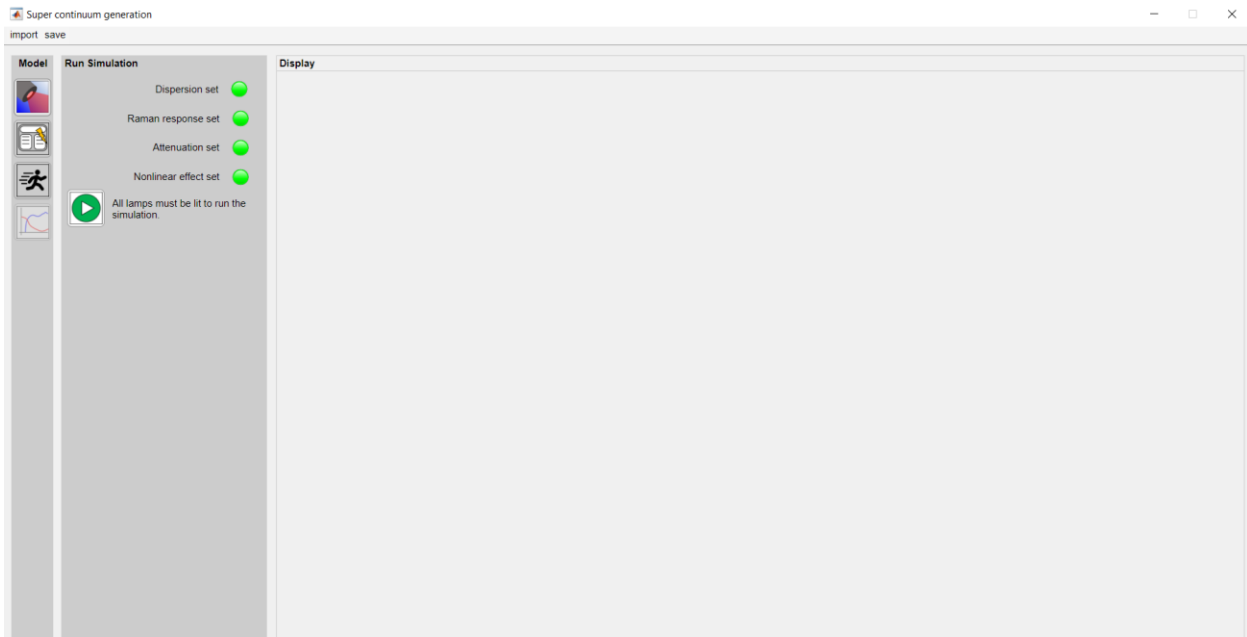 Super continuum generation
import save
Model
Run Simulation
Display
Dispersion set
Raman response set
Attenuation set
Nonlinear effect set
All lamps must be lit to run the
simulation.